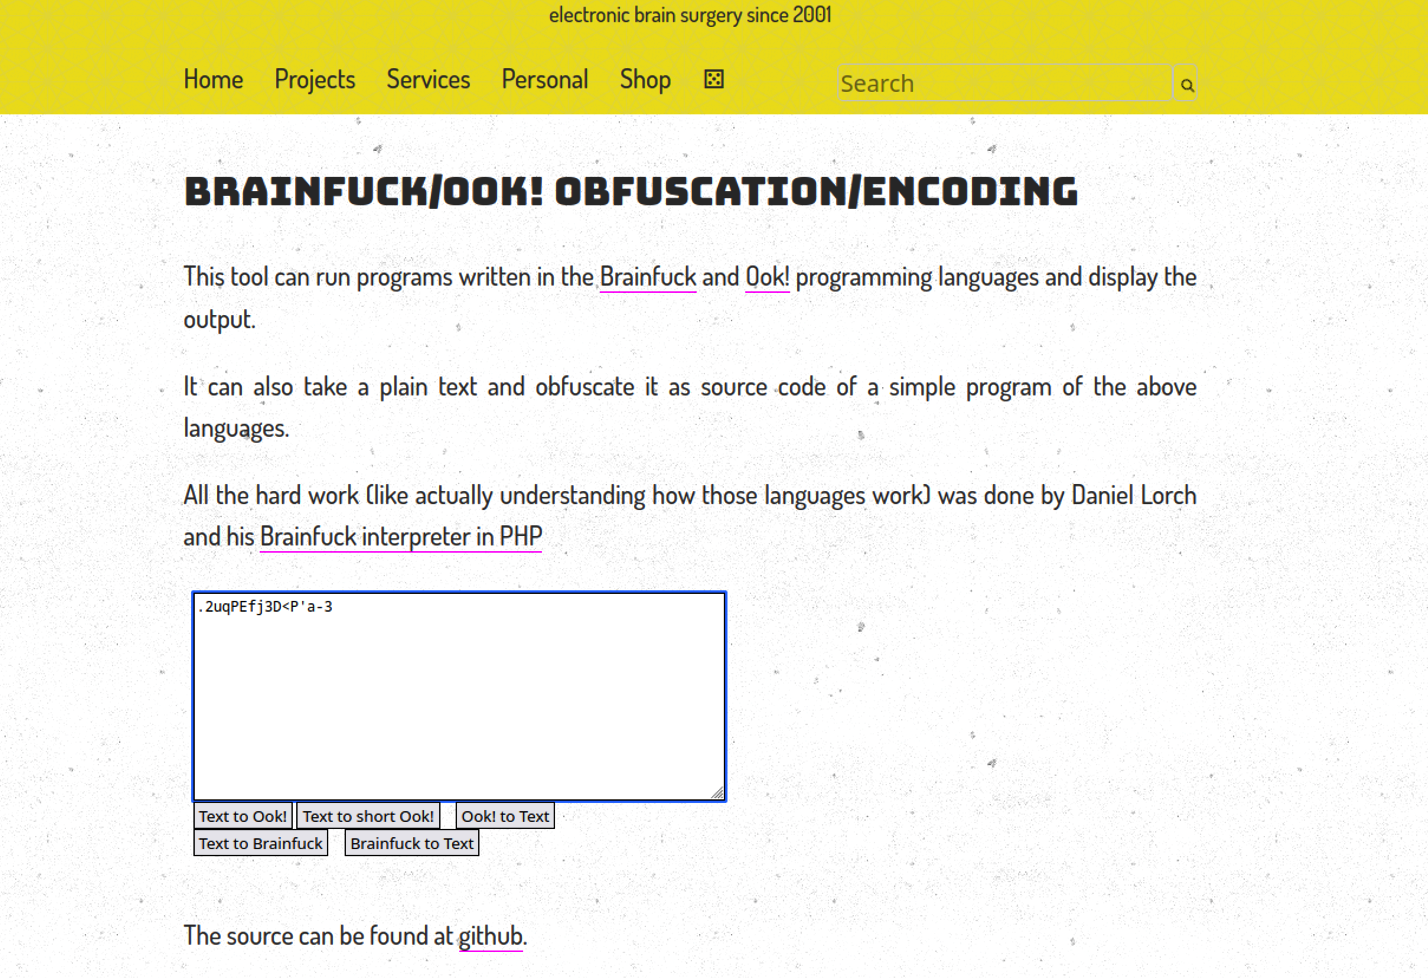 electronic brain surgery since 2001
Home Projects Services Personal Shop Search
BRAINFUCK/OOK! OBFUSCATION/ENCODING
This tool can run programs written in the Brainfuck and Ook! programming languages and display the
output.
It can also take a plain text and obfuscate it as source code of a simple program of the above
languages.
All the hard work (like actually understanding how those languages work) was done by Daniel Lorch
and his Brainfuck interpreter in PHP
.2uqPEfj3D<P'a-3
Text to Ook! Text to short Ook! Ook! to Text
Text to Brainfuck Brainfuck to Text
The source can be found at github.